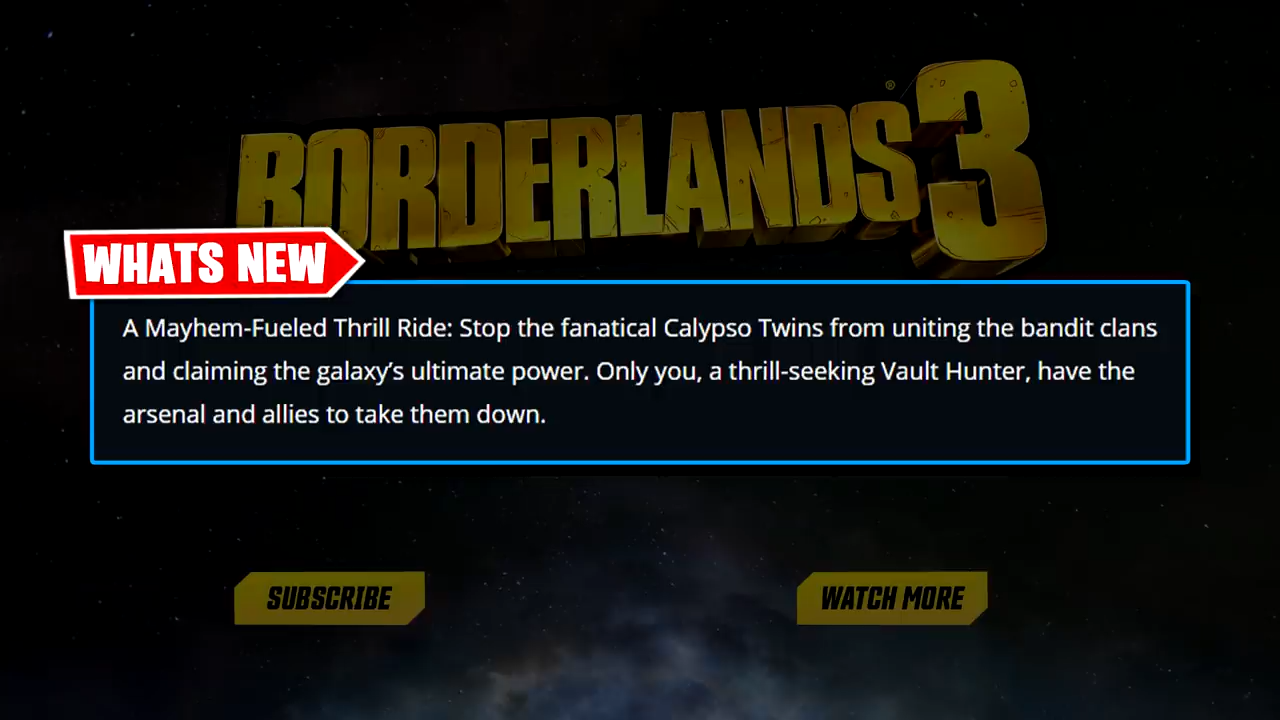 BORDERLANDS 3
®
WHATS NEW
A Mayhem-Fueled Thrill Ride: Stop the fanatical Calypso Twins from uniting the bandit clans
and claiming the galaxy’s ultimate power. Only you, a thrill-seeking Vault Hunter, have the
arsenal and allies to take them down.
SUBSCRIBE
WATCH MORE